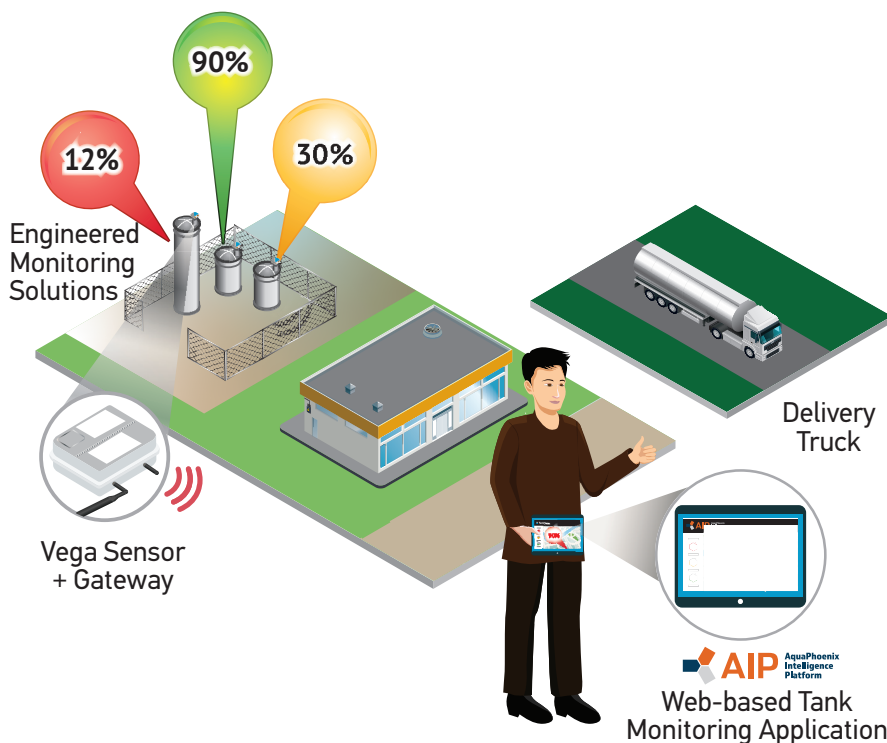 90%
12%
30%
Engineered
Monitoring
Solutions
Delivery
Truck
Vega Sensor
+ Gateway
AIP
AquaPhoenix
Intelligence
Platform
Web-based Tank
Monitoring Application